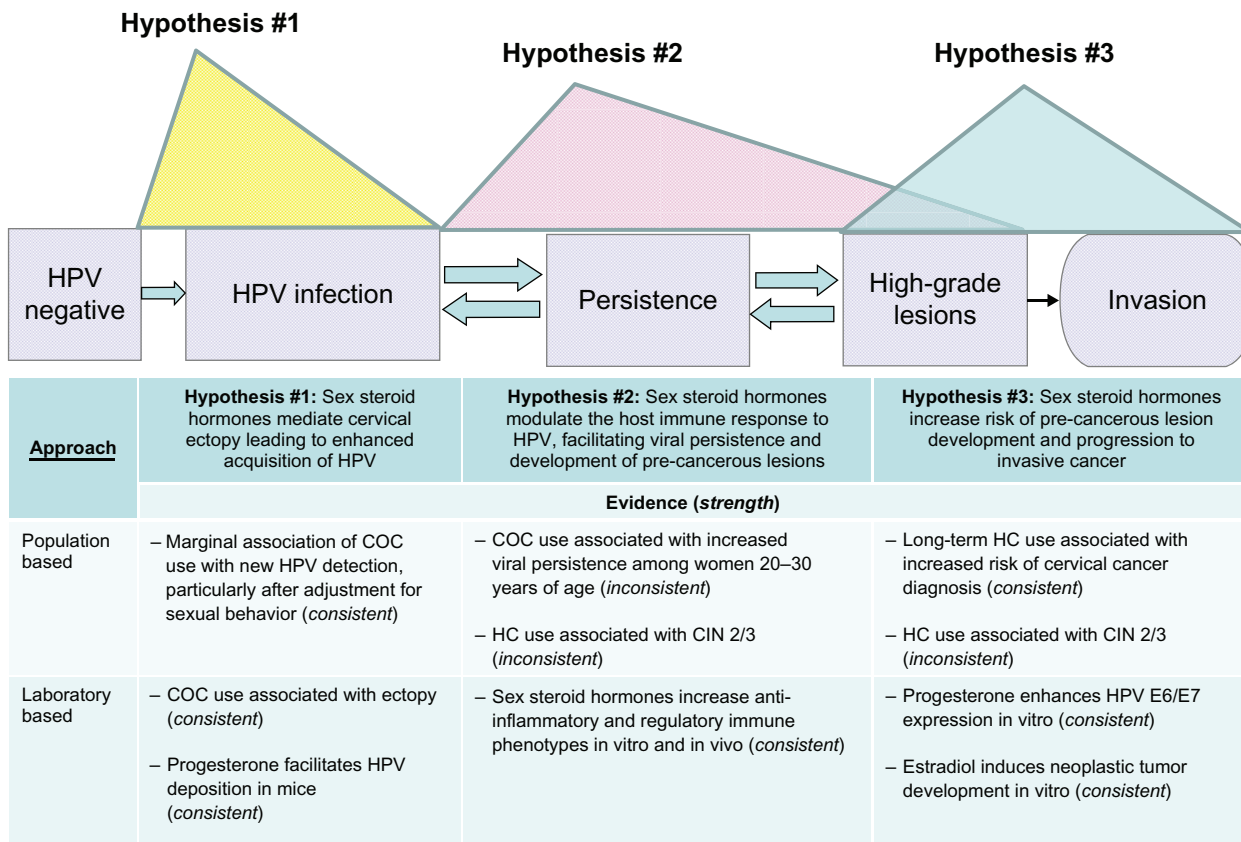 Hypothesis #1
Hypothesis #2
Hypothesis #3
HPV
negative
HPV infection
Persistence
High-grade
lesions
Invasion
Approach
Hypothesis #1: Sex steroid
hormones mediate cervical
ectopy leading to enhanced
acquisition of HPV
Hypothesis #2: Sex steroid hormones
modulate the host immune response to
HPV, facilitating viral persistence and
development of pre-cancerous lesions
Hypothesis #3: Sex steroid hormones
increase risk of pre-cancerous lesion
development and progression to
invasive cancer
Evidence (strength)
Population
based
– Marginal association of COC
use with new HPV detection,
particularly after adjustment for
sexual behavior (consistent)
– COC use associated with increased
viral persistence among women 20–30
years of age (inconsistent)
– HC use associated with CIN 2/3
(inconsistent)
– Long-term HC use associated with
increased risk of cervical cancer
diagnosis (consistent)
– HC use associated with CIN 2/3
(inconsistent)
Laboratory
based
– COC use associated with ectopy
(consistent)
– Progesterone facilitates HPV
deposition in mice
(consistent)
– Sex steroid hormones increase anti-
inflammatory and regulatory immune
phenotypes in vitro and in vivo (consistent)
– Progesterone enhances HPV E6/E7
expression in vitro (consistent)
– Estradiol induces neoplastic tumor
development in vitro (consistent)